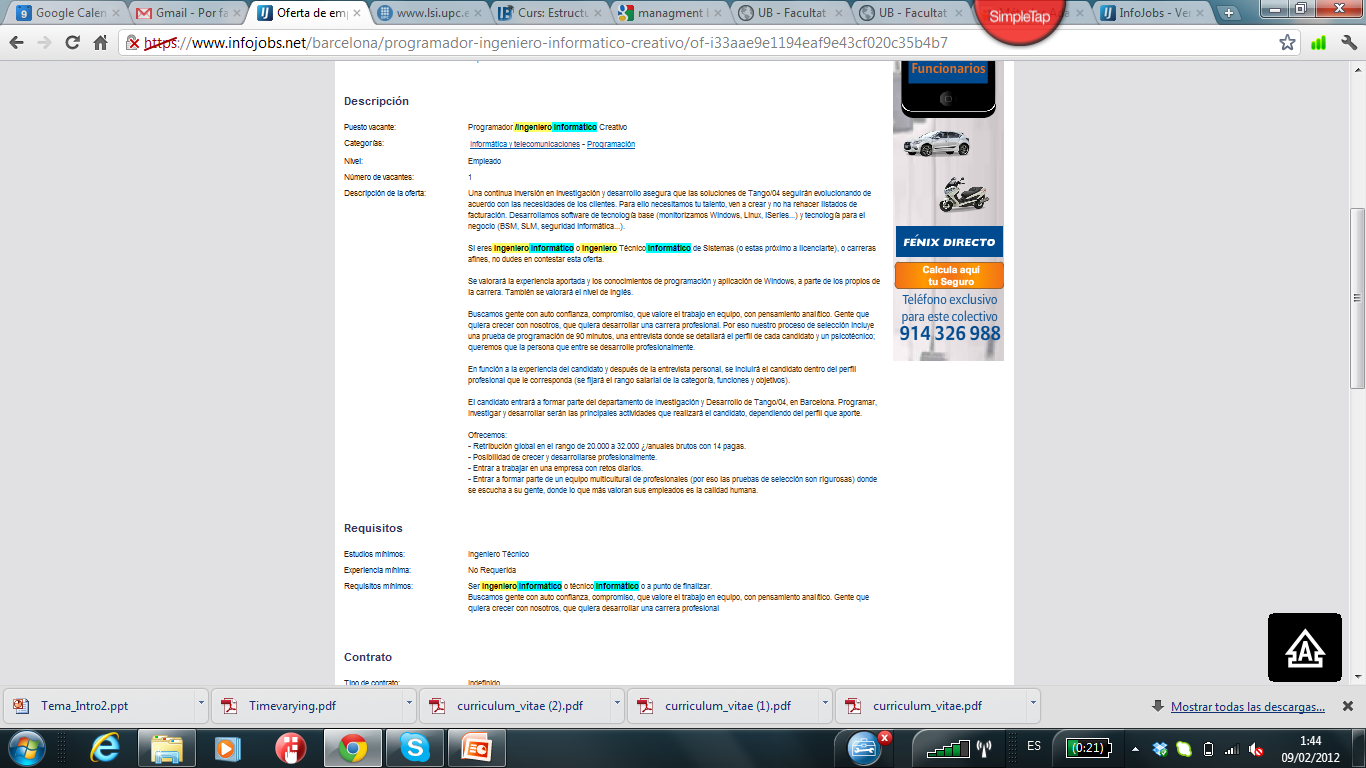 Google Calen
Gmail - Por fa
Oferta de em
www.lsi.upc.e
Curs: Estructu
managment
UB - Facultat
UB - Facultat
SimpleTap
InfoJobs - Ve
https://www.infojobs.net/barcelona/programador-ingeniero-informatico-creativo/of-i33aae9e1194eaf9e43cf020c35b4b7
Funcionarios
Descripción
Puesto vacante: Programador /Ingeniero informático Creativo
Categorías: Informática y telecomunicaciones - Programación
Nivel: Empleado
Número de vacantes: 1
Descripción de la oferta: Una continua inversión en investigación y desarrollo asegura que las soluciones de Tango/04 seguirán evolucionando de
acuerdo con las necesidades de los clientes. Para ello necesitamos tu talento, ven a crear y no ha rehacer listados de
facturación. Desarrollamos software de tecnología base (monitorizamos Windows, Linux, iSeries...) y tecnología para el
negocio (BSM, SLM, seguridad informática...).
Si eres Ingeniero informático o Ingeniero Técnico informático de Sistemas (o estas próximo a licenciarte), o carreras
afines, no dudes en contestar esta oferta.
Se valorará la experiencia aportada y los conocimientos de programación y aplicación de Windows, a parte de los propios de
la carrera. También se valorará el nivel de inglés.
Buscamos gente con auto confianza, compromiso, que valore el trabajo en equipo, con pensamiento analítico. Gente que
quiera crecer con nosotros, que quiera desarrollar una carrera profesional. Por eso nuestro proceso de selección incluye
una prueba de programación de 90 minutos, una entrevista donde se detallará el perfil de cada candidato y un psicotécnico;
queremos que la persona que entre se desarrolle profesionalmente.
En función a la experiencia del candidato y después de la entrevista personal, se incluirá el candidato dentro del perfil
profesional que le corresponda (se fijará el rango salarial de la categoría, funciones y objetivos).
El candidato entrará a formar parte del departamento de Investigación y Desarrollo de Tango/04, en Barcelona. Programar,
investigar y desarrollar serán las principales actividades que realizará el candidato, dependiendo del perfil que aporte.
Ofrecemos:
- Retribución global en el rango de 20.000 a 32.000 ¿/anuales brutos con 14 pagas.
- Posibilidad de crecer y desarrollarse profesionalmente.
- Entrar a trabajar en una empresa con retos diarios.
- Entrar a formar parte de un equipo multicultural de profesionales (por eso las pruebas de selección son rigurosas) donde
se escucha a su gente, donde lo que más valoran sus empleados es la calidad humana.
FÉNIX DIRECTO
Calcula aquí
tu Seguro
Teléfono exclusivo
para este colectivo
914 326 988
Requisitos
Estudios mínimos: Ingeniero Técnico
Experiencia mínima: No Requerida
Requisitos mínimos: Ser Ingeniero informático o técnico informático o a punto de finalizar.
Buscamos gente con auto confianza, compromiso, que valore el trabajo en equipo, con pensamiento analítico. Gente que
quiera crecer con nosotros, que quiera desarrollar una carrera profesional
Contrato
Tipo de contrato: Indefinido
Tema_Intro2.ppt
Timevarying.pdf
curriculum_vitae (2).pdf
curriculum_vitae (1).pdf
curriculum_vitae.pdf
Mostrar todas las descargas...
ES
(0:21)
1:44
09/02/2012